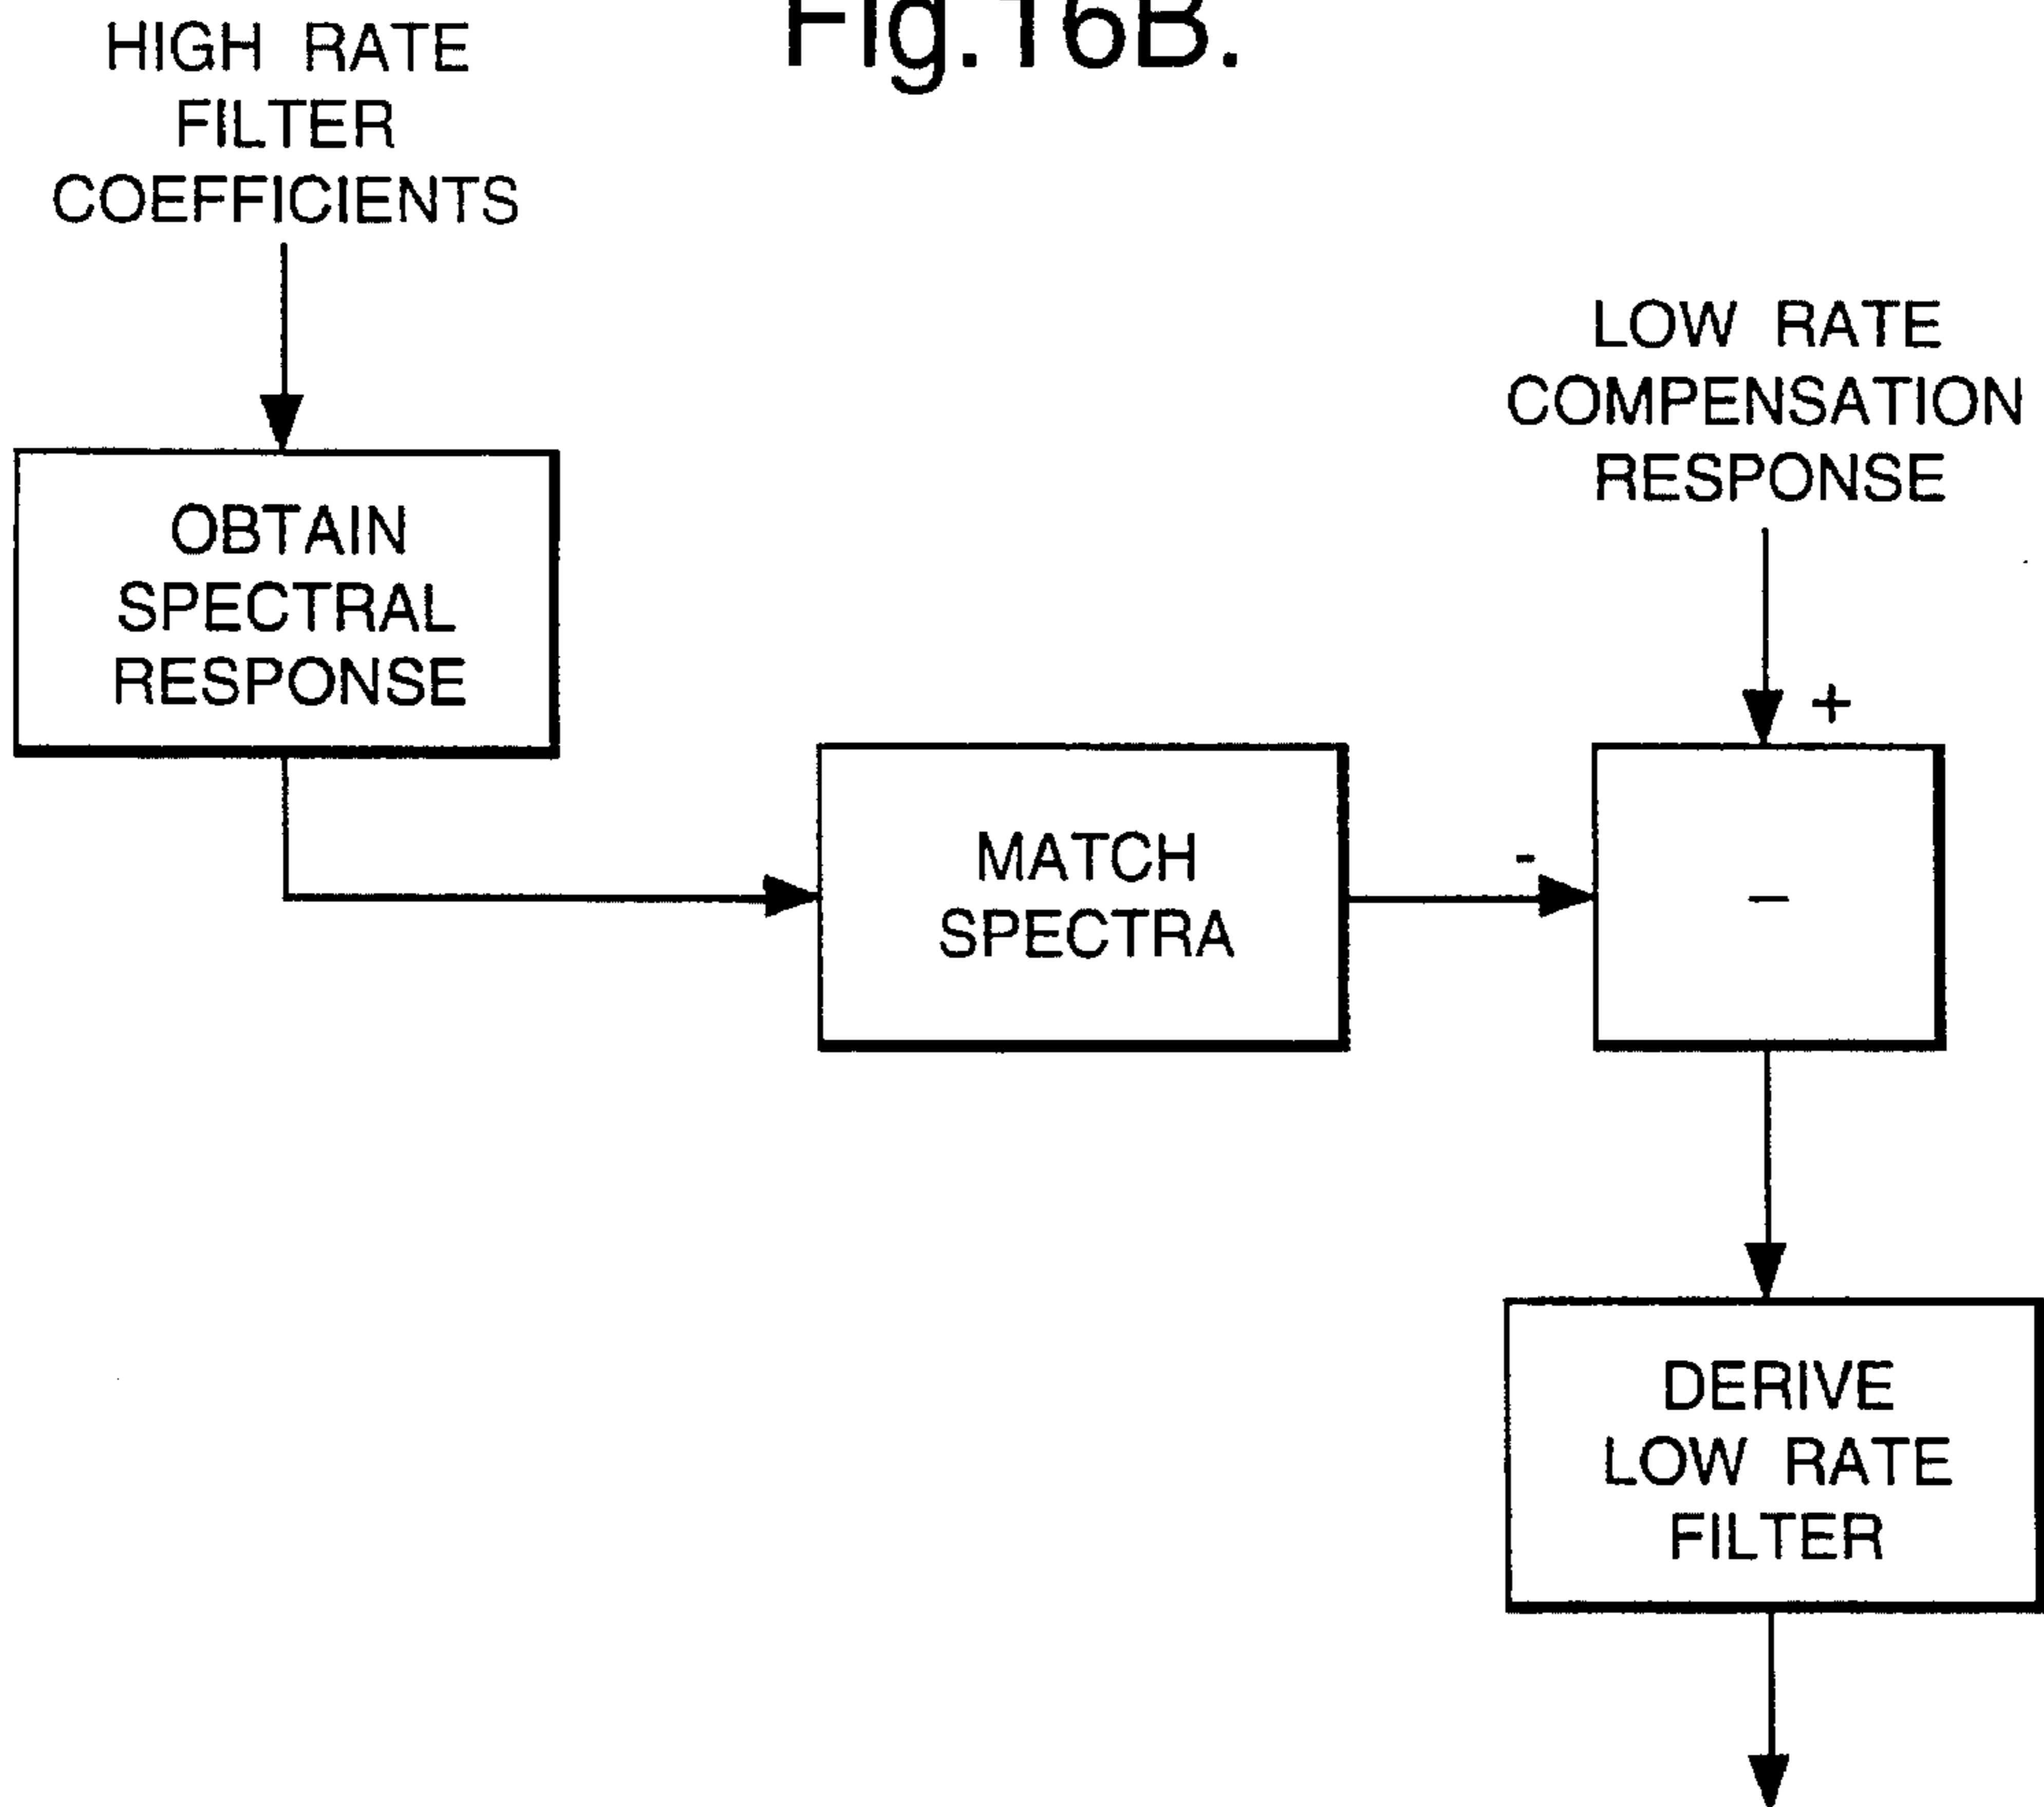 Fig.16B.
HIGH RATE
FILTER
COEFFICIENTS
LOW RATE
COMPENSATION
RESPONSE
OBTAIN
SPECTRAL
RESPONSE
+
MATCH
SPECTRA
-
−
DERIVE
LOW RATE
FILTER